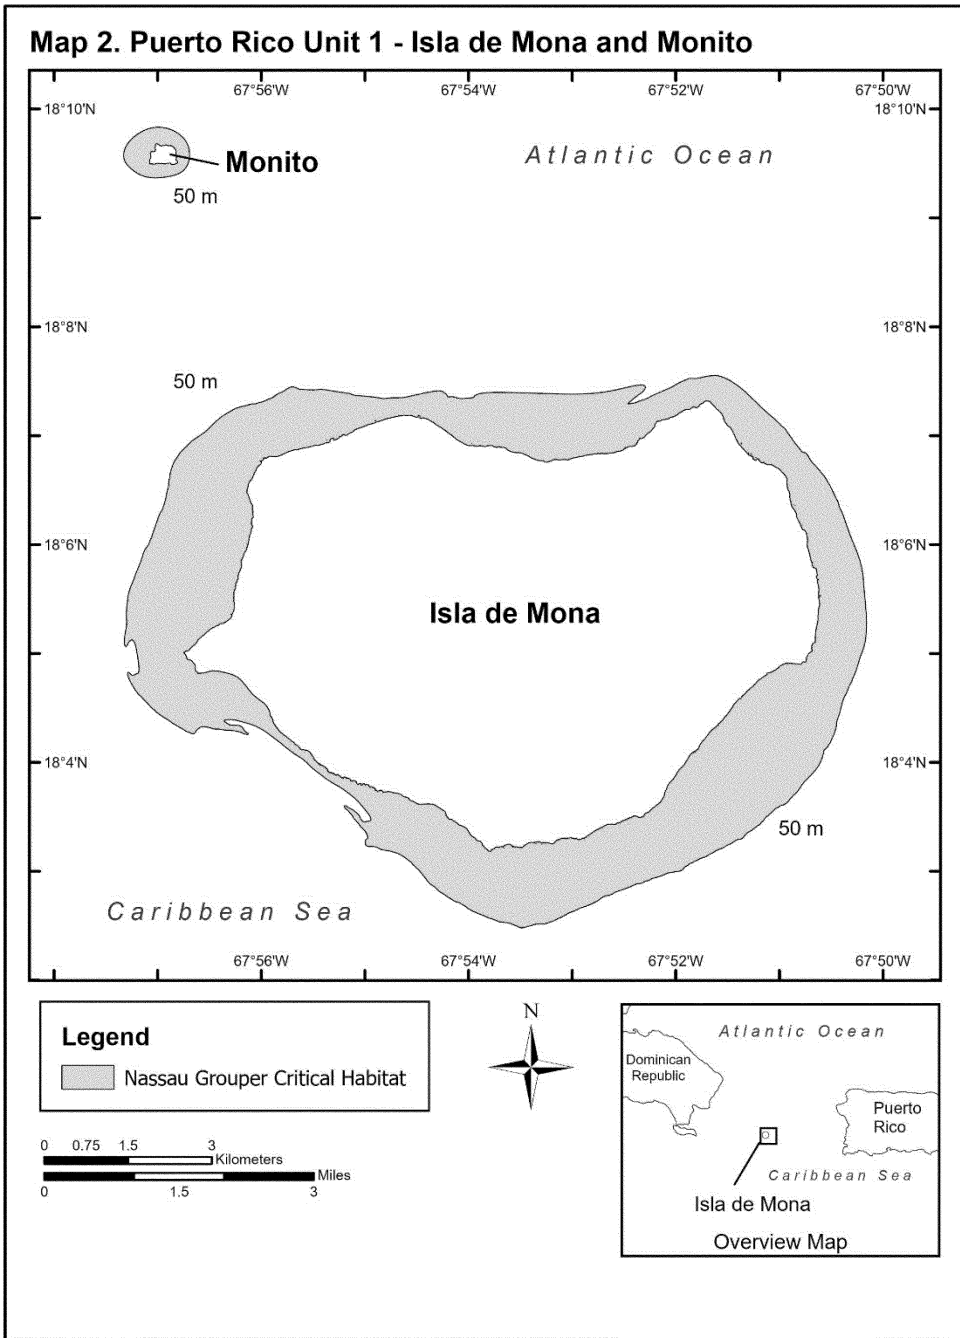 Map 2. Puerto Rico Unit 1 - Isla de Mona and Monito
67°56'W 67°54'W 67°52'W 67°50'W
18°10'N 18°10'N
Atlantic Ocean
Monito
50 m
18°8'N
50 m
18°6'N 18°6'N
Isla de Mona
18°4'N 18°4'N
50 m
Caribbean Sea
67°56'W 67°54'W 67°52'W 67°50'W
Legend
Nassau Grouper Critical Habitat
0 0.75 1.5 3
Kilometers
Miles
0 1.5 3
N
Atlantic Ocean
Dominican
Republic
Puerto
Rico
Caribbean Sea
Isla de Mona
Overview Map